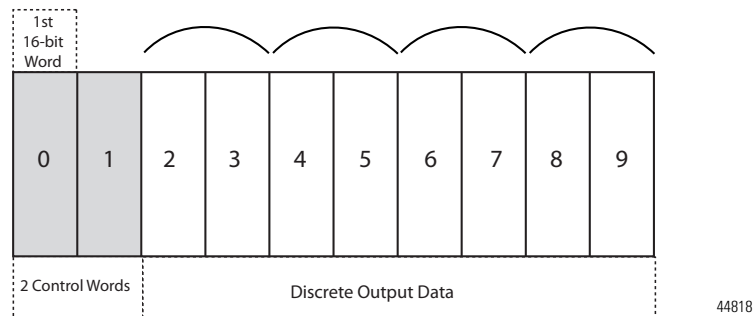 1st
16-bit
Word
0 1 2 3 4 5 6 7 8 9
2 Control Words
Discrete Output Data
44818